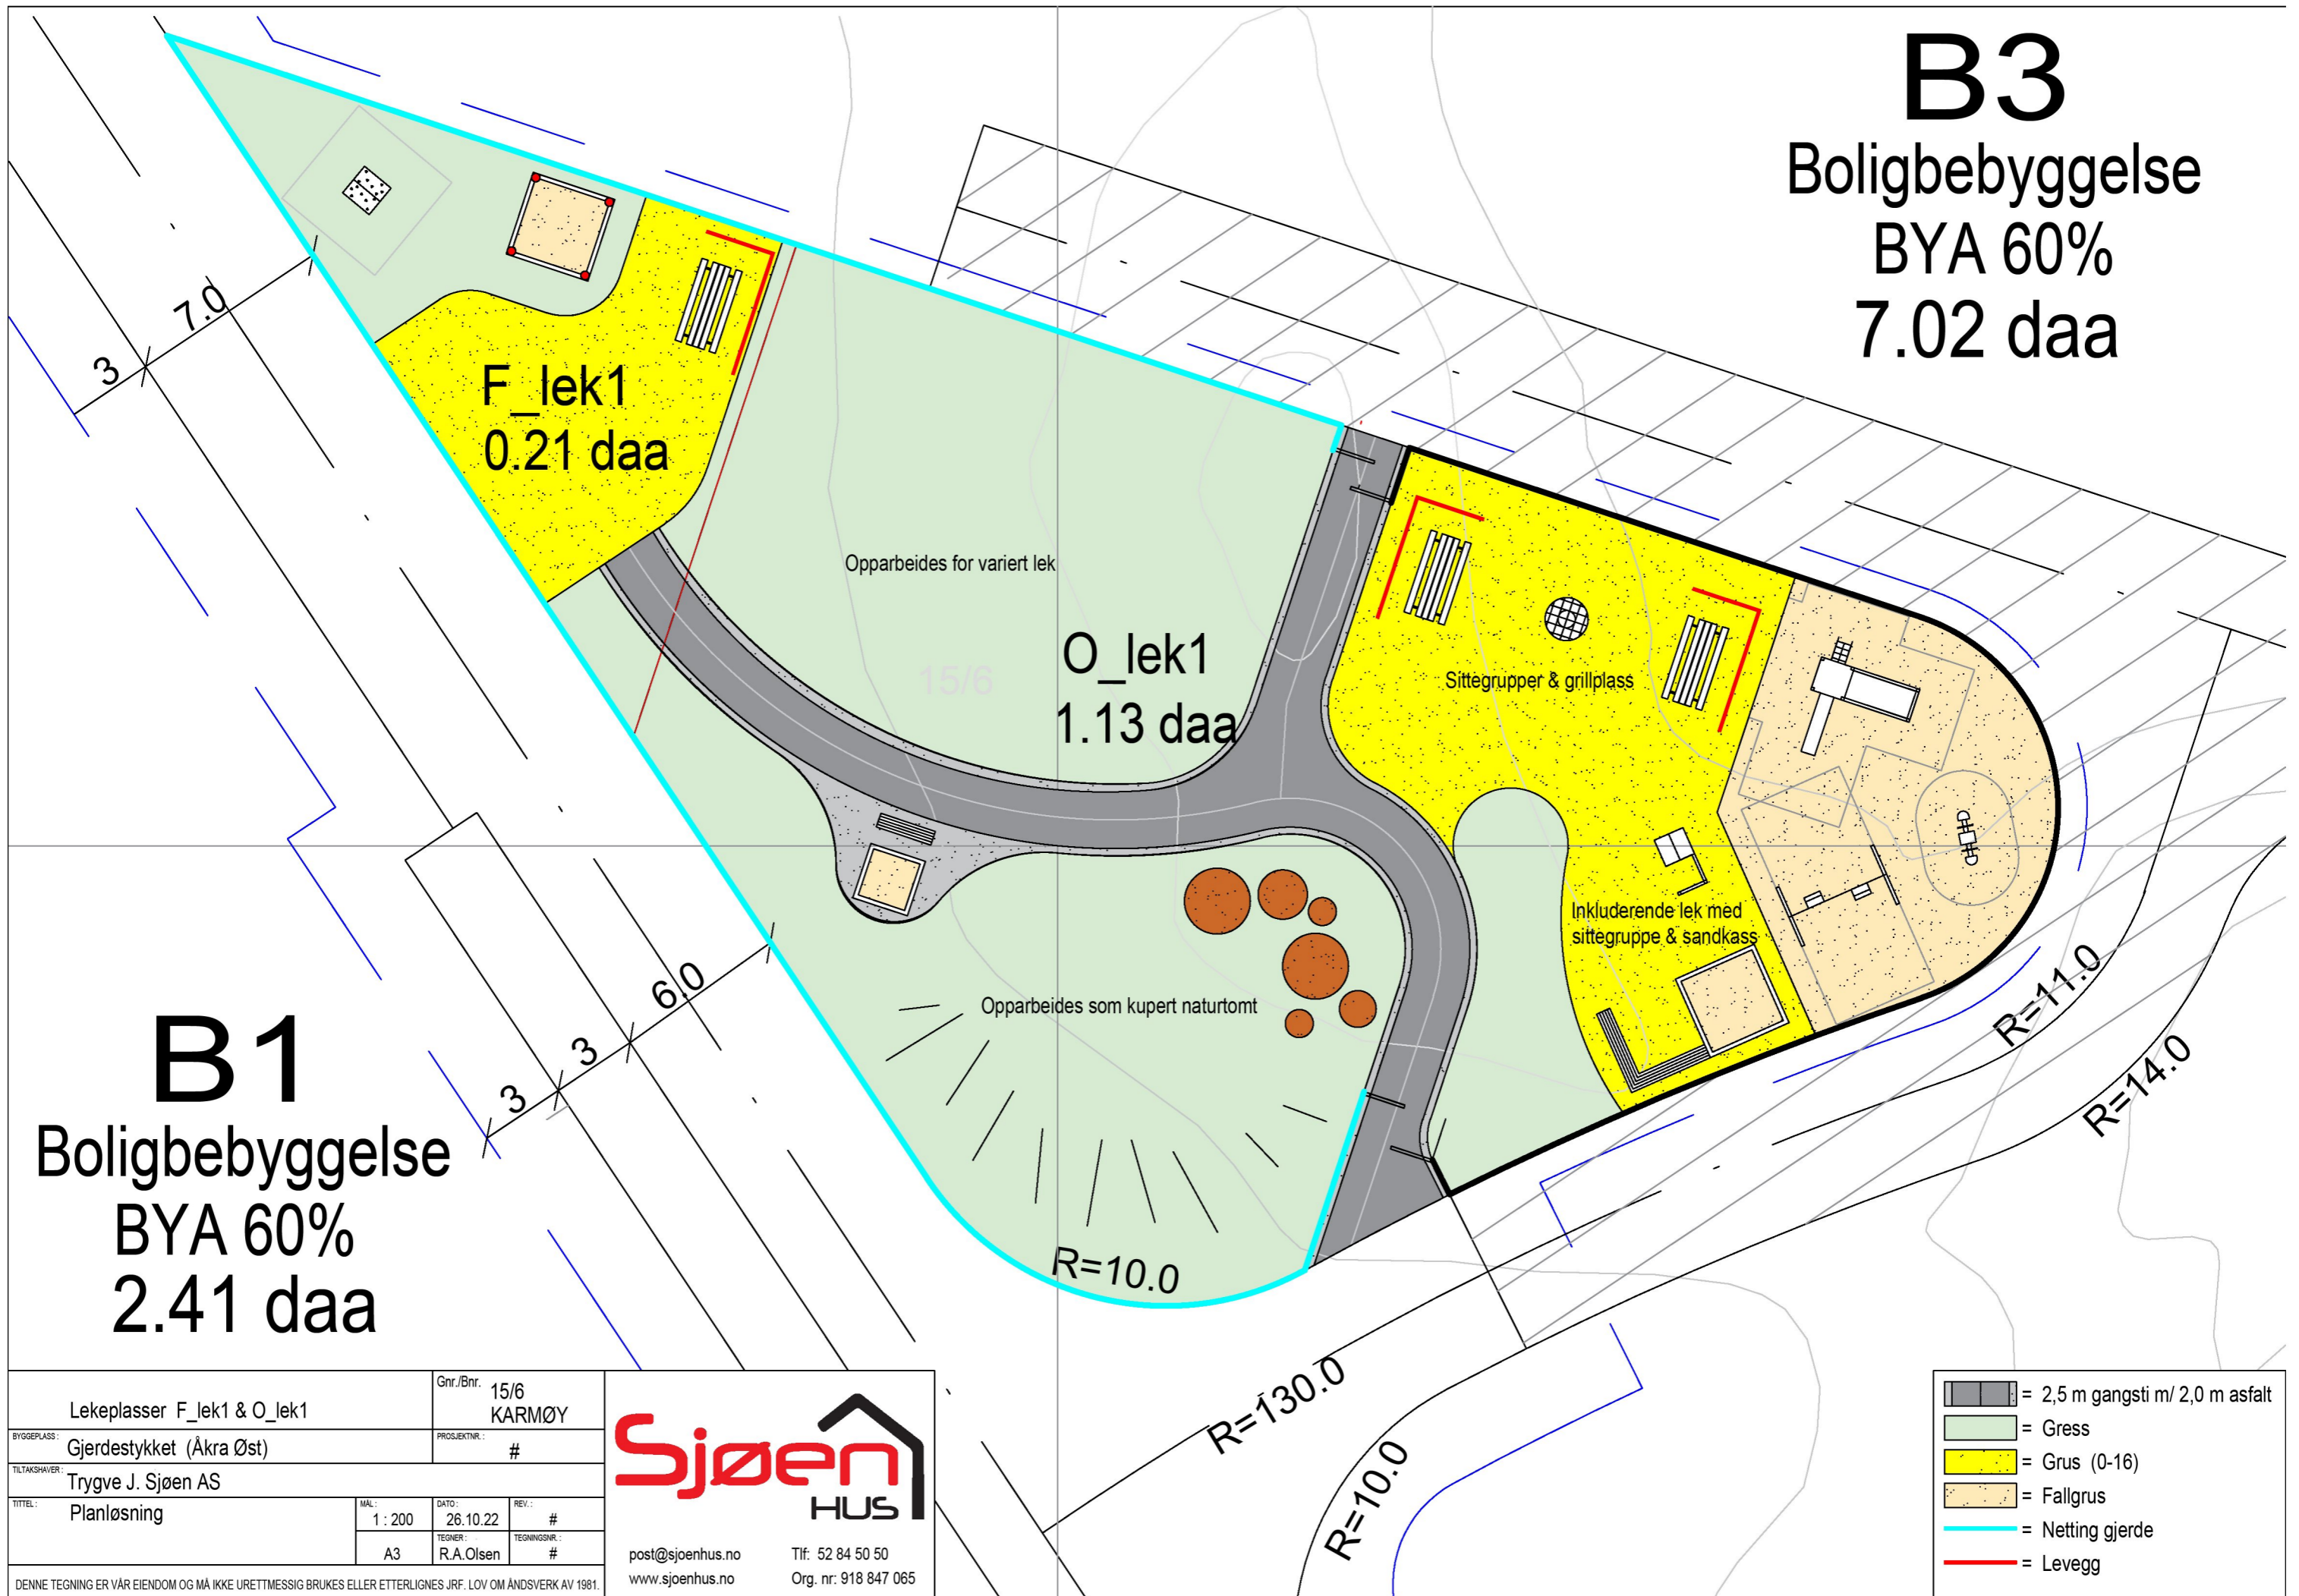 B3
Boligbebyggelse
BYA 60%
7.02 daa
7.0
3
F_lek1
0.21 daa
Opparbeides for variert lek
15/6
O_lek1
1.13 daa
Sittegrupper & grillplass
Inkluderende lek med
sittegruppe & sandkass
Opparbeides som kupert naturtomt
6.0
3
3
R=11.0
R=14.0
R=10.0
R=130.0
R=10.0
B1
Boligbebyggelse
BYA 60%
2.41 daa
Lekeplasser F_lek1 & O_lek1
Gnr./Bnr. 15/6
KARMØY
BYGGEPLASS : Gjerdestykket (Åkra Øst)
PROSJEKTNR. :
#
TILTAKSHAVER : Trygve J. Sjøen AS
TITTEL : Planløsning
MÅL :
1 : 200
DATO :
26.10.22
REV. :
#
A3
TEGNER :
R.A.Olsen
TEGNINGSNR. :
#
DENNE TEGNING ER VÅR EIENDOM OG MÅ IKKE URETTMESSIG BRUKES ELLER ETTERLIGNES JRF. LOV OM ÅNDSVERK AV 1981.
Sjøen
HUS
post@sjoenhus.no
Tlf: 52 84 50 50
www.sjoenhus.no
Org. nr: 918 847 065
= 2,5 m gangsti m/ 2,0 m asfalt
= Gress
= Grus (0-16)
= Fallgrus
= Netting gjerde
= Levegg